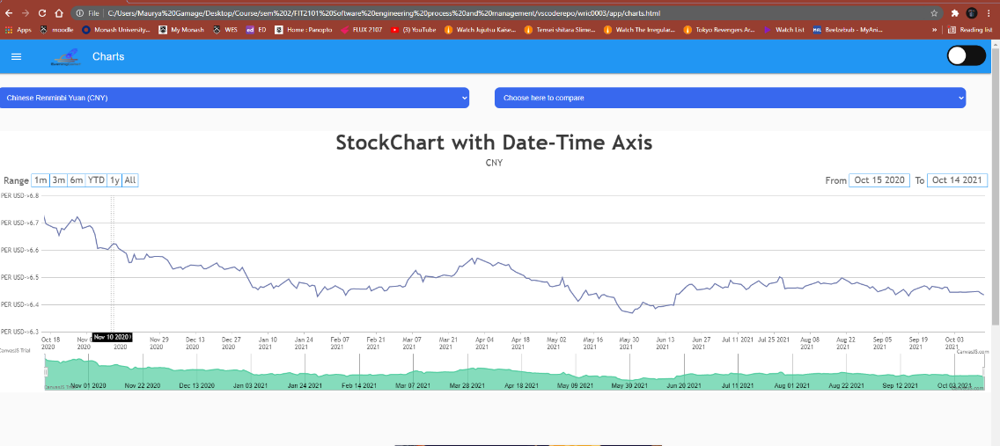 File C:/Users/Maurya%20Gamage/Desktop/Course/sem%202/FIT2101%20Software%20engineering%20process%20and%20management/vscoderepo/wric0003/app/charts.html
Apps moodle Monash University... My Monash WES ed ED Home : Panopto FLUX 2107 (3) YouTube Watch Jujutsu Kaise... Tensei shitara Slime... Watch The Irregular... Tokyo Revengers Ar... Watch List MAL Beelzebub - MyAni... » Reading list
Charts
Chinese Renminbi Yuan (CNY) Choose here to compare
StockChart with Date-Time Axis
CNY
Range 1m 3m 6m YTD 1y All From Oct 15 2020 To Oct 14 2021
PER USD->6.8
PER USD->6.7
PER USD->6.6
PER USD->6.5
PER USD->6.4
PER USD->6.3
Oct 18 Nov 0 Nov 10 2020 Nov 29 Dec 13 Dec 27 Jan 10 Jan 24 Feb 07 Feb 21 Mar 07 Mar 21 Apr 04 Apr 18 May 02 May 16 May 30 Jun 13 Jun 27 Jul 11 2021 Jul 25 2021 Aug 08 Aug 22 Sep 05 Sep 19 Oct 03
2020 2020 2020 2020 2020 2020 2021 2021 2021 2021 2021 2021 2021 2021 2021 2021 2021 2021 2021 2021 2021 2021 2021 2021
CanvasJS Trial CanvasJS.com
Nov 01 2020 Nov 22 2020 Dec 13 2020 Jan 03 2021 Jan 24 2021 Feb 14 2021 Mar 07 2021 Mar 28 2021 Apr 18 2021 May 09 2021 May 30 2021 Jun 20 2021 Jul 11 2021 Aug 01 2021 Aug 22 2021 Sep 12 2021 Oct 03 2021
CanvasJS Trial